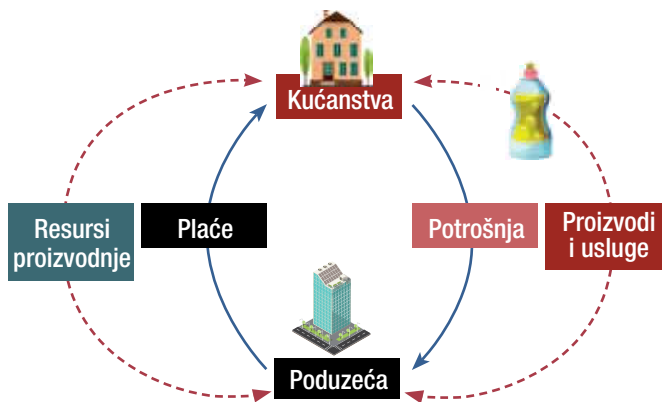 Kućanstva
Resursi
proizvodnje
Plaće
Potrošnja
Proizvodi
i usluge
Poduzeća